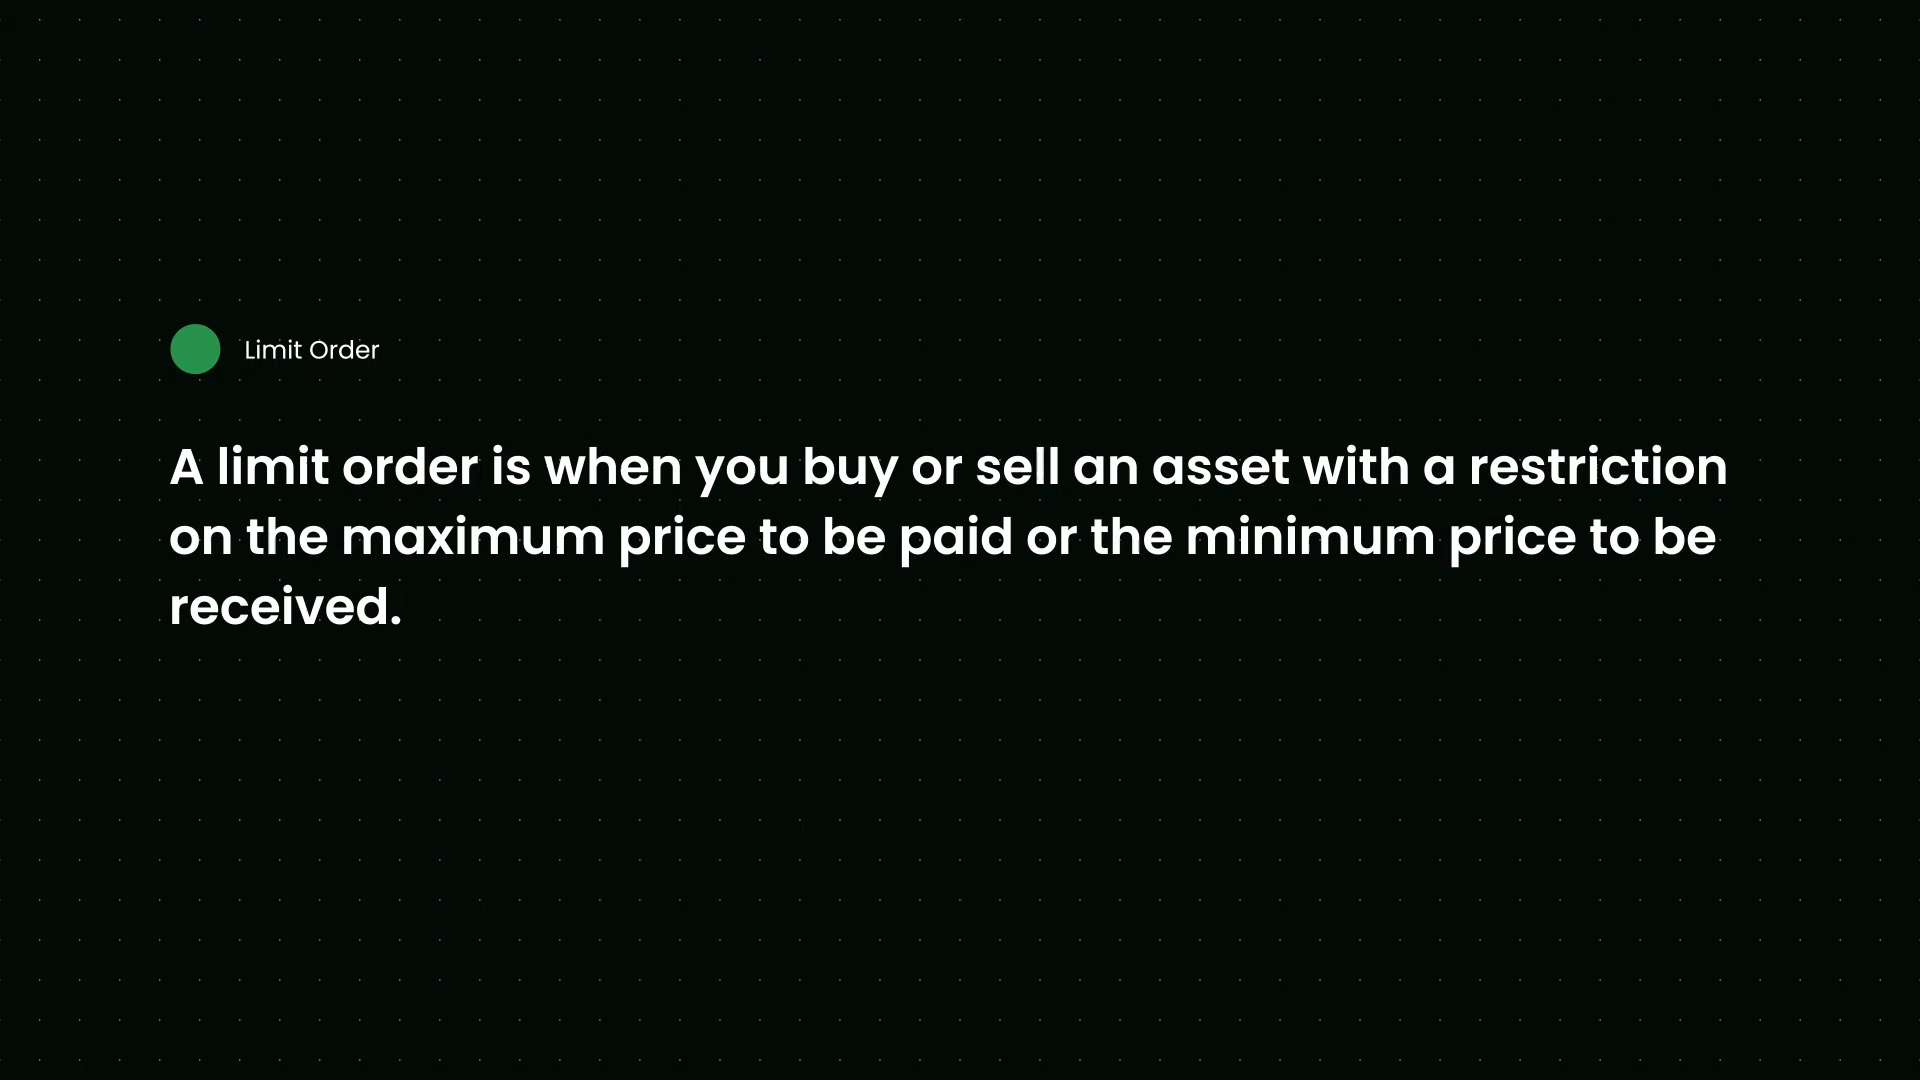 Limit Order
A limit order is when you buy or sell an asset with a restriction
on the maximum price to be paid or the minimum price to be
received.